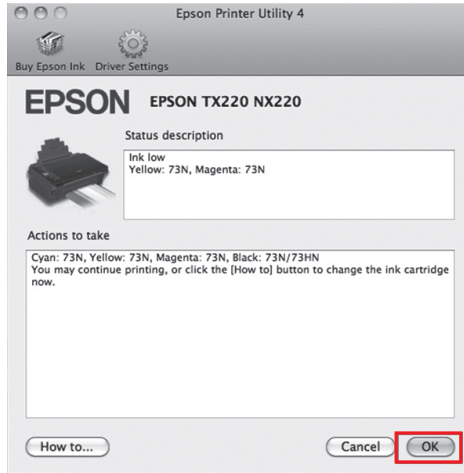 Epson Printer Utility 4
Buy Epson Ink Driver Settings
EPSON EPSON TX220 NX220
Status description
Ink low
Yellow: 73N, Magenta: 73N
Actions to take
Cyan: 73N, Yellow: 73N, Magenta: 73N, Black: 73N/73HN
You may continue printing, or click the [How to] button to change the ink cartridge
now.
How to... Cancel OK